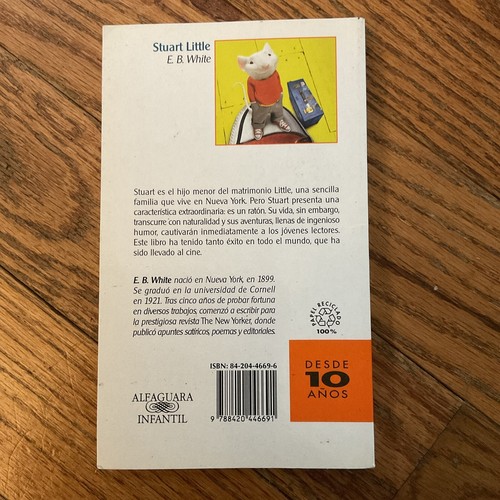 Stuart Little
E. B. White
Stuart es el hijo menor del matrimonio Little, una sencilla
familia que vive en Nueva York. Pero Stuart presenta una
característica extraordinaria: es un ratón. Su vida, sin embargo,
transcurre con naturalidad y sus aventuras, llenas de ingenioso
humor, cautivarán inmediatamente a los jóvenes lectores.
Este libro ha tenido tanto éxito en todo el mundo, que ha
sido llevado al cine.
E. B. White nació en Nueva York, en 1899.
Se graduó en la universidad de Cornell
en 1921. Tras cinco años de probar fortuna
en diversos trabajos, comenzó a escribir para
la prestigiosa revista The New Yorker, donde
publicó apuntes satíricos, poemas y editoriales.
PAPEL RECICLADO
100%
DESDE
10
AÑOS
ISBN: 84-204-4669-6
9 788420 446691
ALFAGUARA
INFANTIL